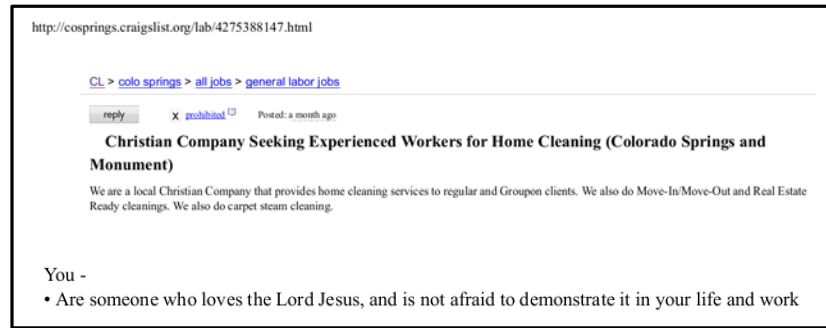 http://cosprings.craigslist.org/lab/4275388147.html
CL > colo springs > all jobs > general labor jobs
reply x prohibited [?] Posted: a month ago
Christian Company Seeking Experienced Workers for Home Cleaning (Colorado Springs and
Monument)
We are a local Christian Company that provides home cleaning services to regular and Groupon clients. We also do Move-In/Move-Out and Real Estate
Ready cleanings. We also do carpet steam cleaning.
You -
• Are someone who loves the Lord Jesus, and is not afraid to demonstrate it in your life and work